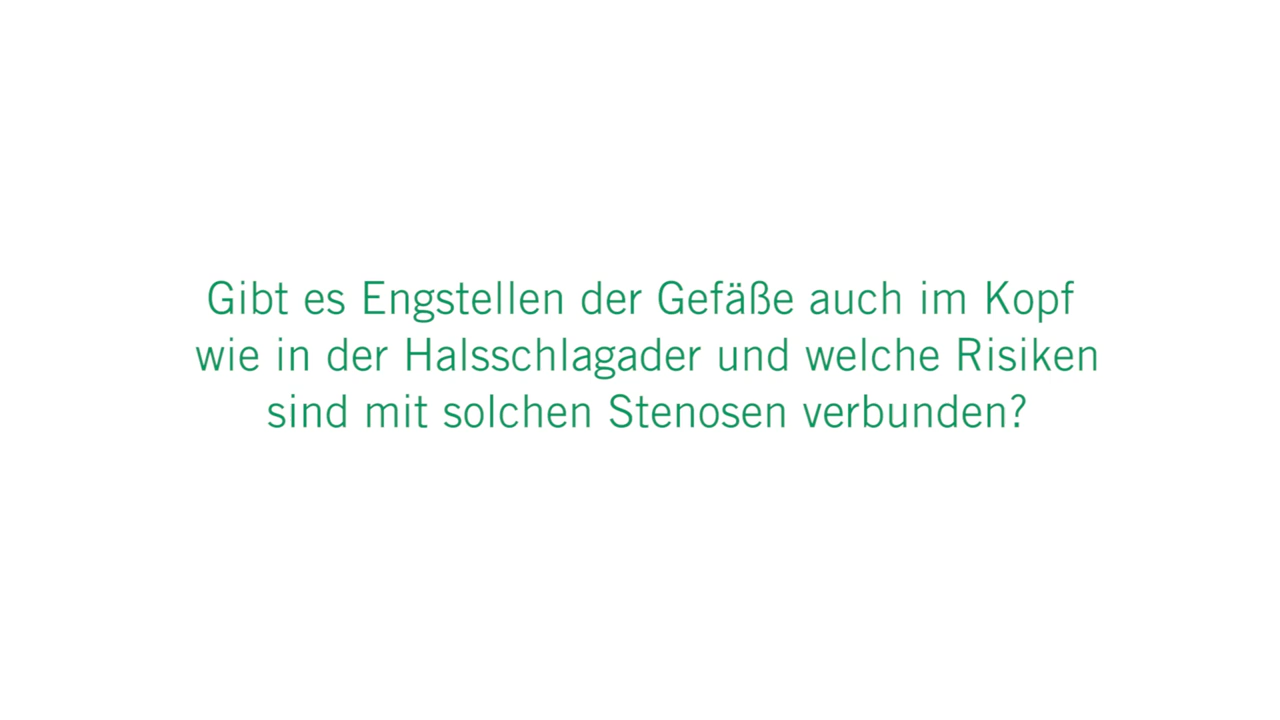 Gibt es Engstellen der Gefäße auch im Kopf
wie in der Halsschlagader und welche Risiken
sind mit solchen Stenosen verbunden?